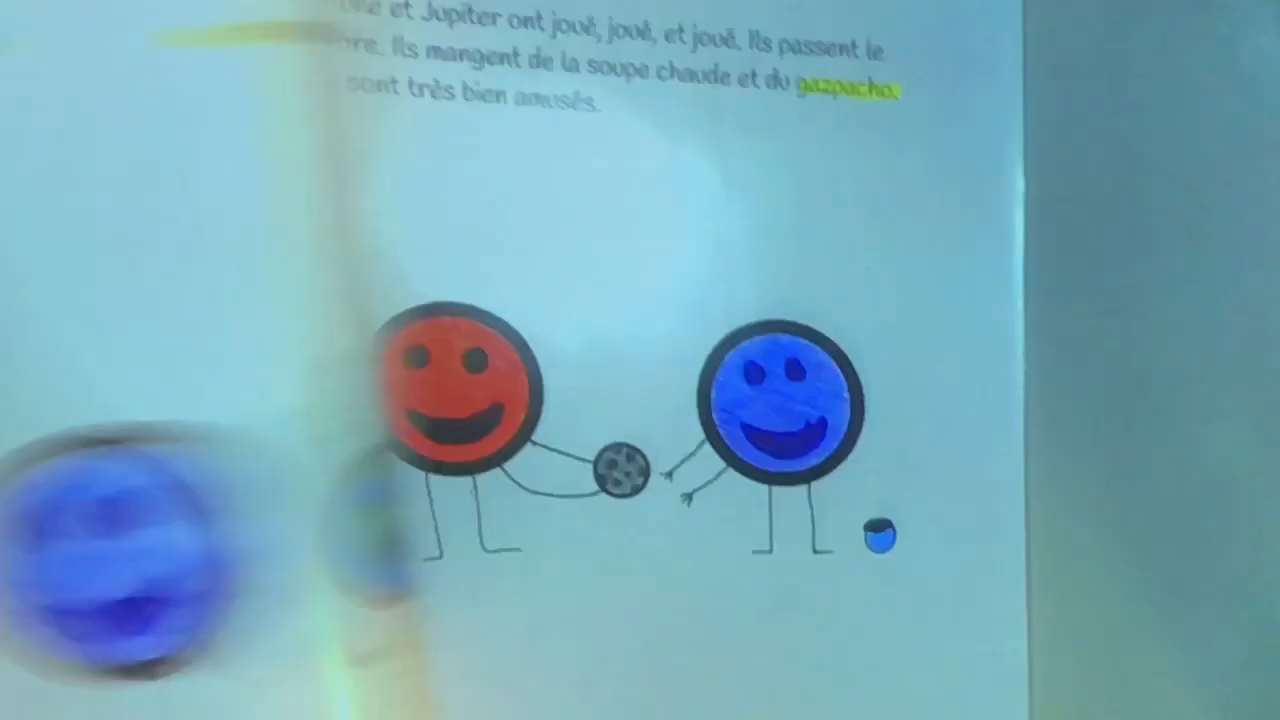 et Jupiter ont joué, joué, et joué. Ils passent le
Ils mangent de la soupe chaude et du gazpacho.
sont très bien amusés.